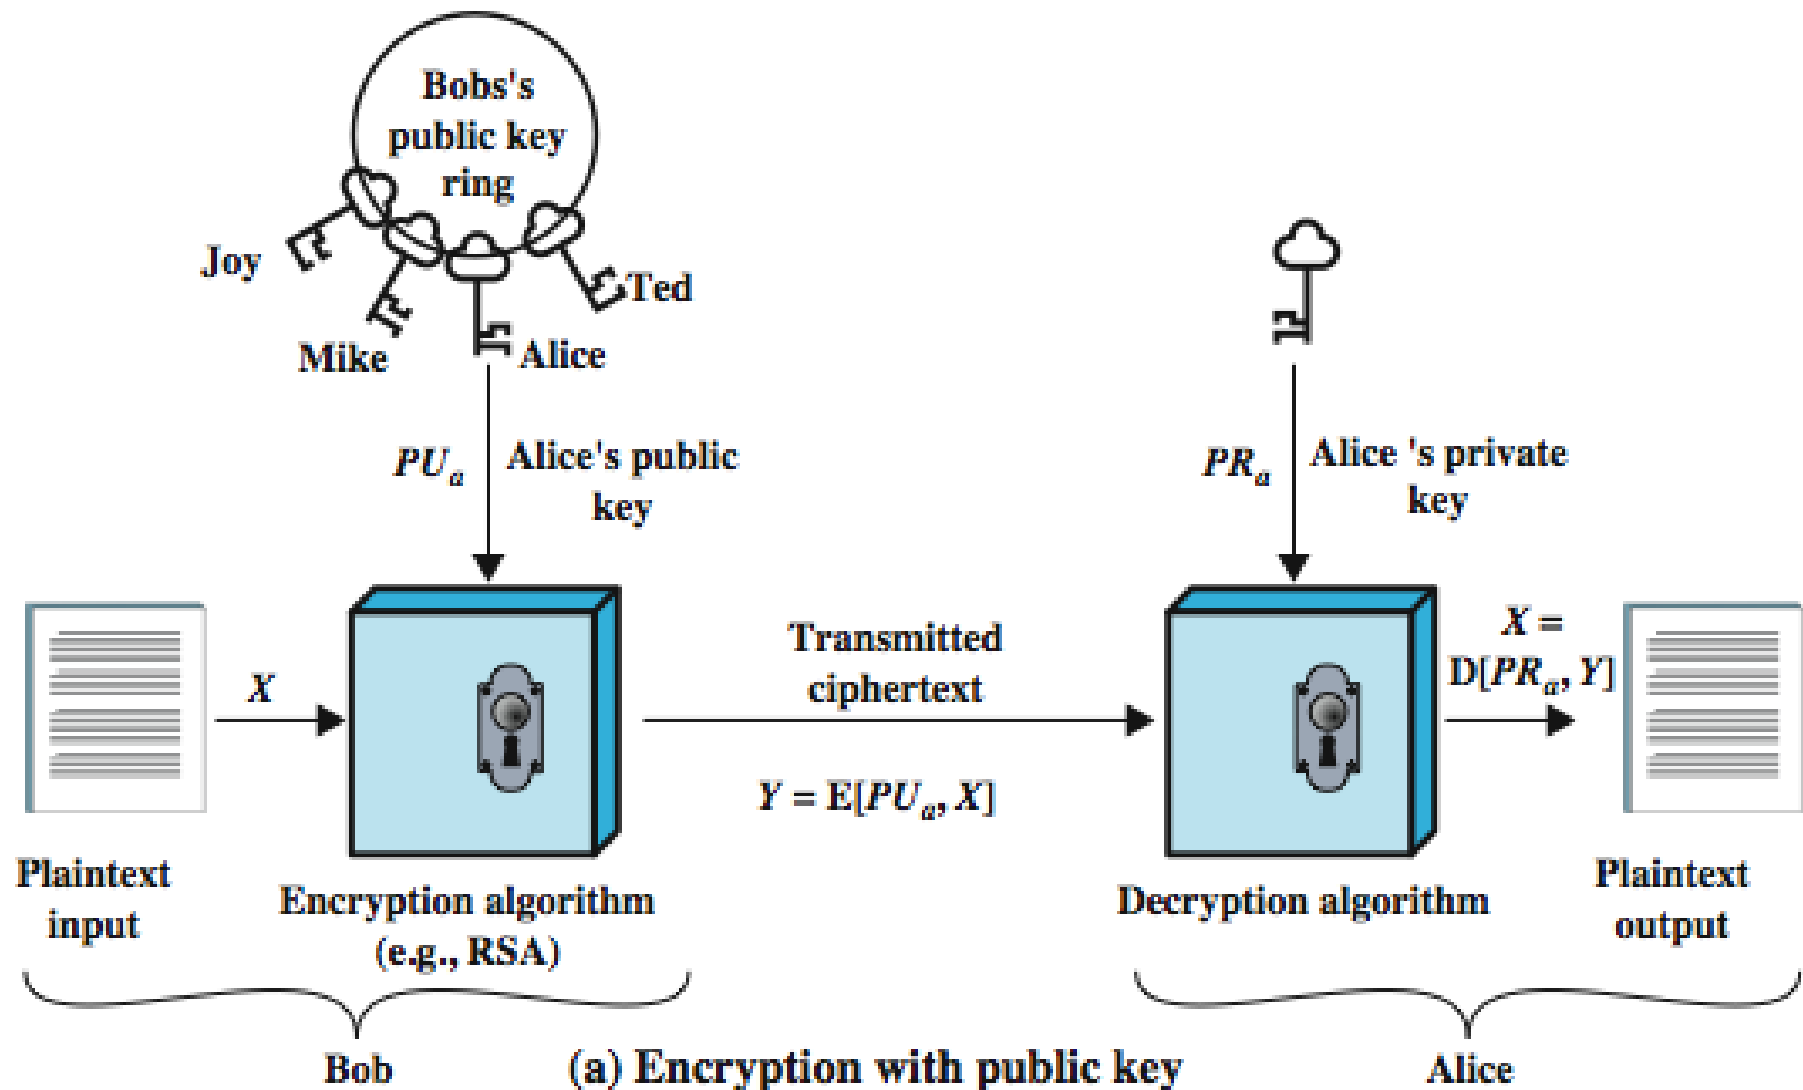 Bobs's
public key
ring
Joy
Ted
Mike
Alice
PUa
Alice's public
key
PRa
Alice 's private
key
X
Transmitted
ciphertext
Y = E[PUa, X]
X =
D[PRa, Y]
Plaintext
input
Encryption algorithm
(e.g., RSA)
Decryption algorithm
Plaintext
output
Bob
(a) Encryption with public key
Alice